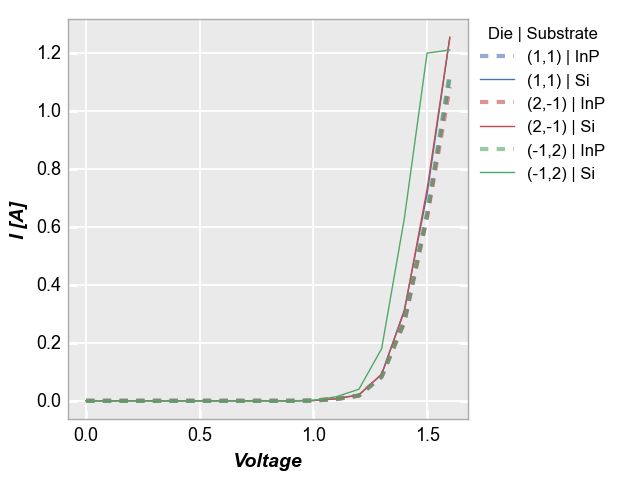 Die | Substrate
(1,1) | InP
(1,1) | Si
(2,-1) | InP
(2,-1) | Si
(-1,2) | InP
(-1,2) | Si
I [A]
1.2
1.0
0.8
0.6
0.4
0.2
0.0
0.0 0.5 1.0 1.5
Voltage